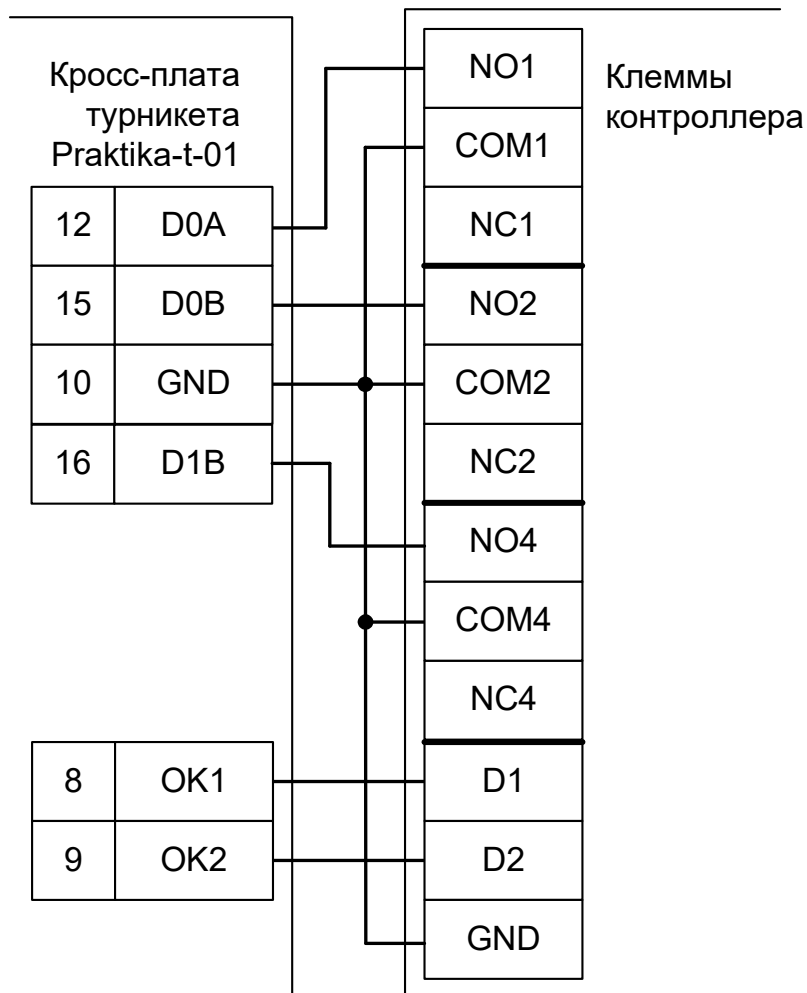 Кросс-плата
турникета
Praktika-t-01
12 D0A
15 D0B
10 GND
16 D1B
8 OK1
9 OK2
NO1
COM1
NC1
NO2
COM2
NC2
NO4
COM4
NC4
D1
D2
GND
Клеммы
контроллера